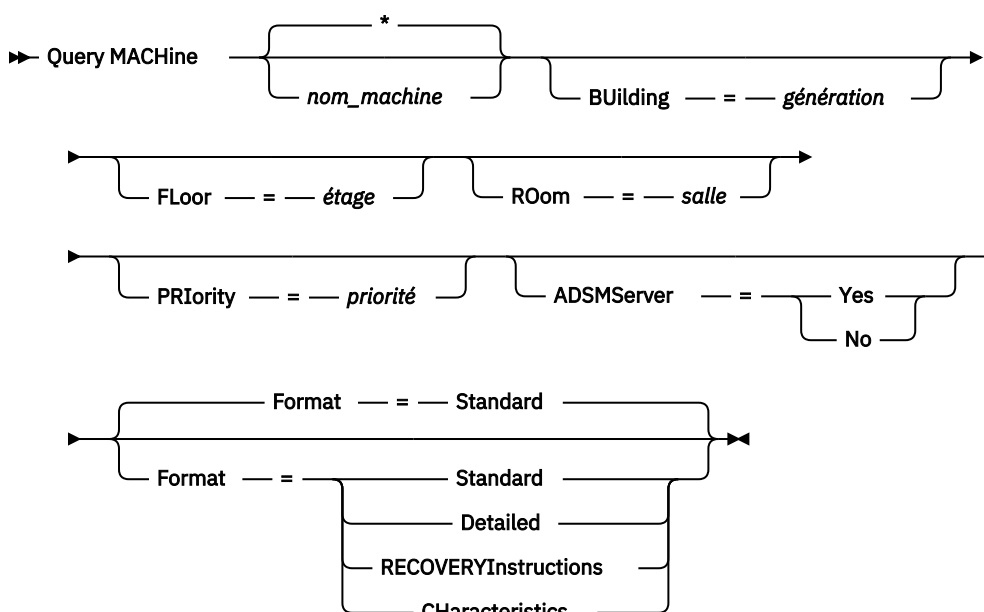 *
Query MACHine
nom_machine
BUilding = génération
FLoor = étage
ROom = salle
PRIority = priorité
ADSMServer = Yes
No
Format = Standard
Format = Standard
Detailed
RECOVERYInstructions
CHaracteristics